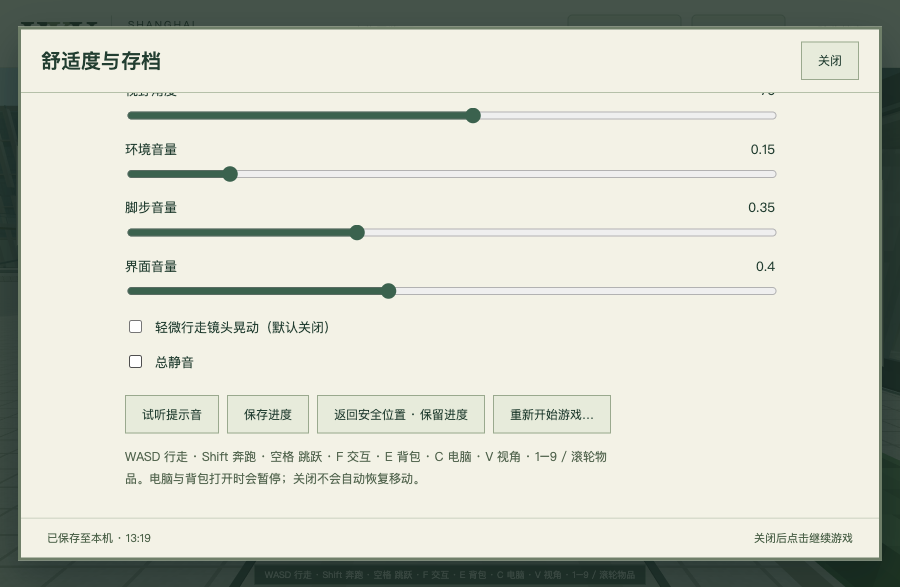 SHANGHAI
舒适度与存档
关闭
环境音量
0.15
脚步音量
0.35
界面音量
0.4
轻微行走镜头晃动（默认关闭）
总静音
试听提示音
保存进度
返回安全位置 · 保留进度
重新开始游戏…
WASD 行走 · Shift 奔跑 · 空格 跳跃 · F 交互 · E 背包 · C 电脑 · V 视角 · 1–9 / 滚轮物
品。电脑与背包打开时会暂停；关闭不会自动恢复移动。
已保存至本机 · 13:19
关闭后点击继续游戏
WASD 行走 · Shift 奔跑 · 空格 跳跃 · F 交互 · E 背包 · C 电脑 · V 视角 · 1–9 / 滚轮物品